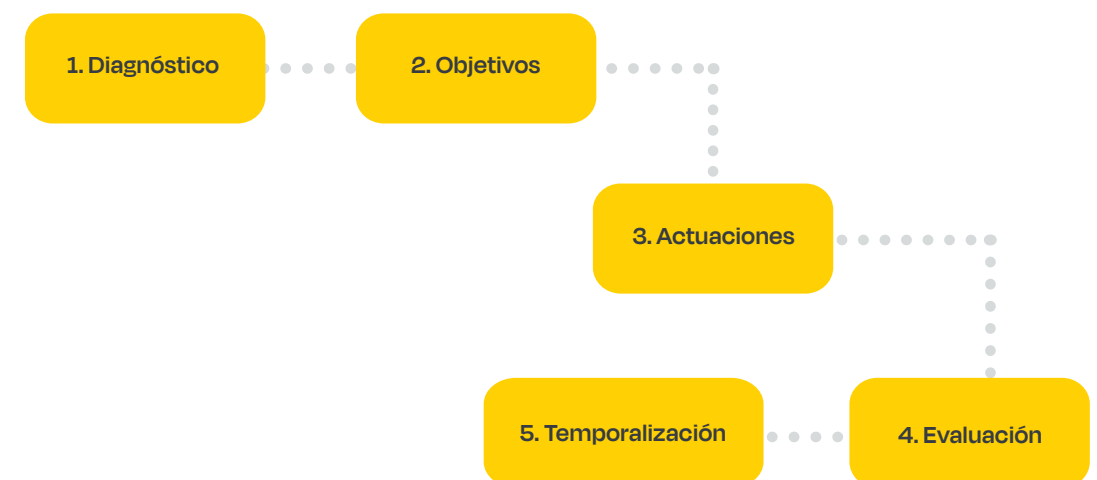 1. Diagnóstico
2. Objetivos
3. Actuaciones
4. Evaluación
5. Temporalización